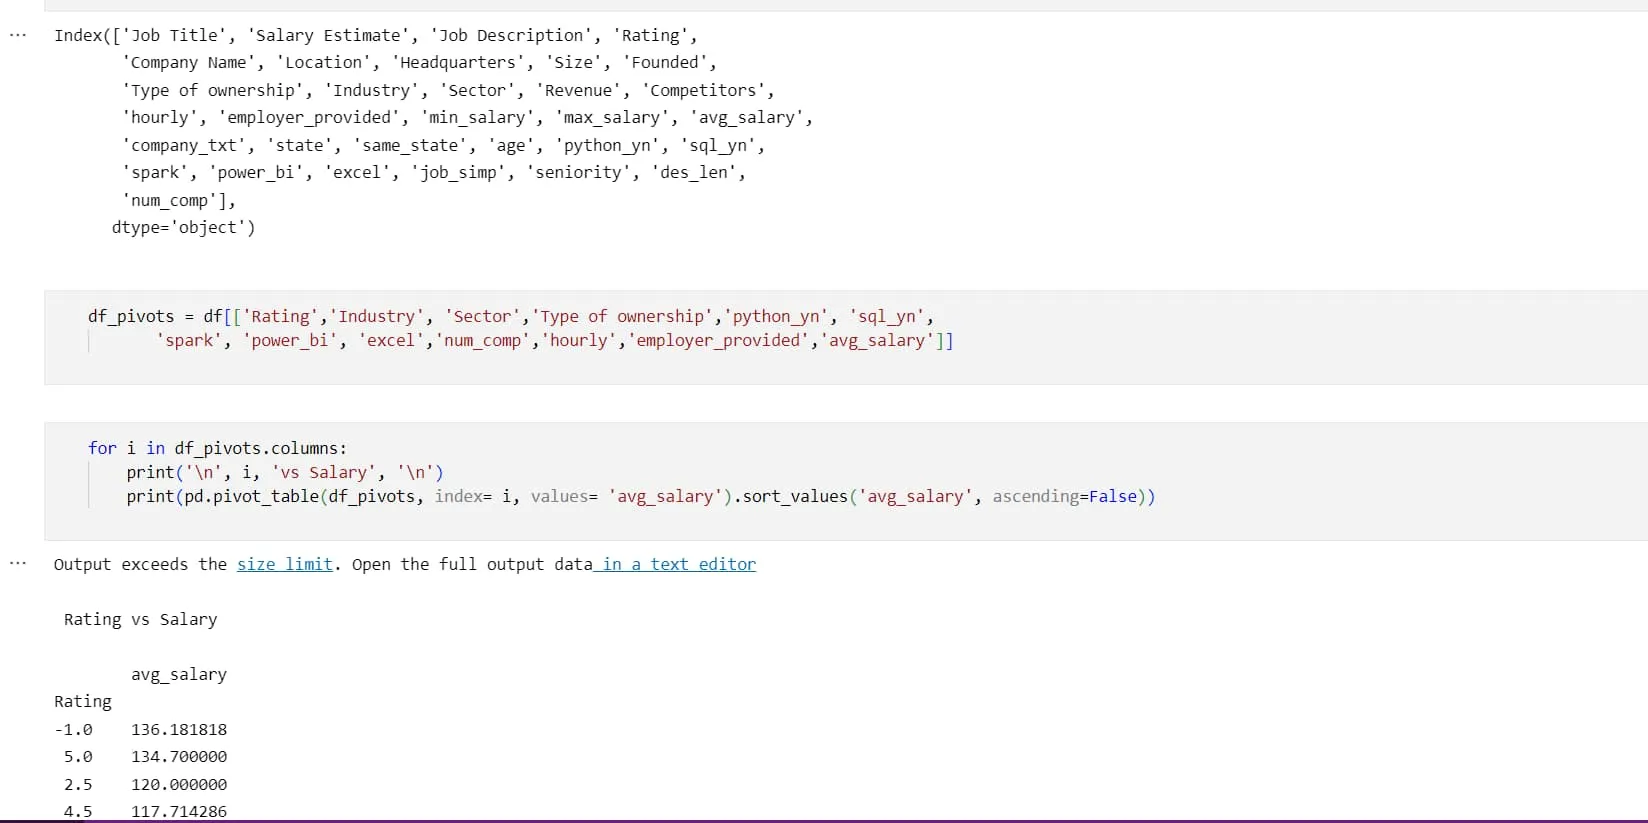 ... Index(['Job Title', 'Salary Estimate', 'Job Description', 'Rating',
'Company Name', 'Location', 'Headquarters', 'Size', 'Founded',
'Type of ownership', 'Industry', 'Sector', 'Revenue', 'Competitors',
'hourly', 'employer_provided', 'min_salary', 'max_salary', 'avg_salary',
'company_txt', 'state', 'same_state', 'age', 'python_yn', 'sql_yn',
'spark', 'power_bi', 'excel', 'job_simp', 'seniority', 'des_len',
'num_comp'],
dtype='object')
df_pivots = df[['Rating','Industry', 'Sector','Type of ownership','python_yn', 'sql_yn',
'spark', 'power_bi', 'excel','num_comp','hourly','employer_provided','avg_salary']]
for i in df_pivots.columns:
print('\n', i, 'vs Salary', '\n')
print(pd.pivot_table(df_pivots, index= i, values= 'avg_salary').sort_values('avg_salary', ascending=False))
... Output exceeds the size limit. Open the full output data in a text editor
Rating vs Salary
avg_salary
Rating
-1.0 136.181818
5.0 134.700000
2.5 120.000000
4.5 117.714286